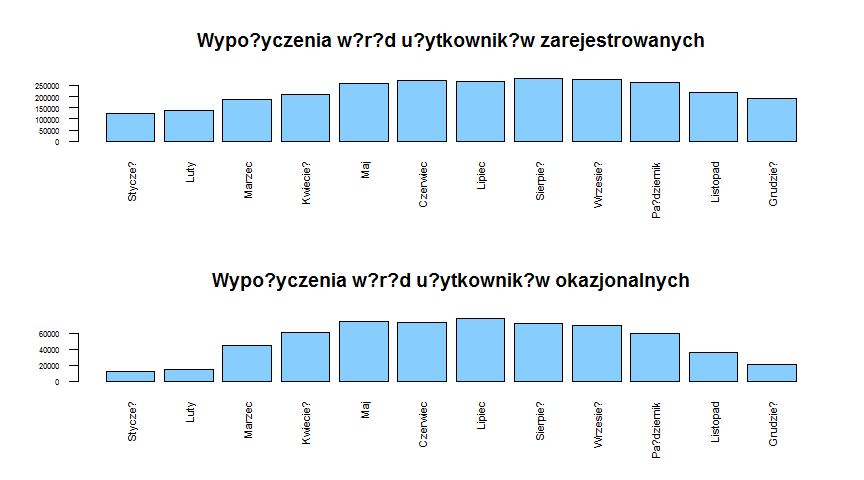 Wypo?yczenia w?r?d u?ytkownik?w zarejestrowanych
250000
200000
150000
100000
50000
0
Stycze?
Luty
Marzec
Kwiecie?
Maj
Czerwiec
Lipiec
Sierpie?
Wrzesie?
Pa?dziernik
Listopad
Grudzie?
Wypo?yczenia w?r?d u?ytkownik?w okazjonalnych
60000
40000
20000
0
Stycze?
Luty
Marzec
Kwiecie?
Maj
Czerwiec
Lipiec
Sierpie?
Wrzesie?
Pa?dziernik
Listopad
Grudzie?